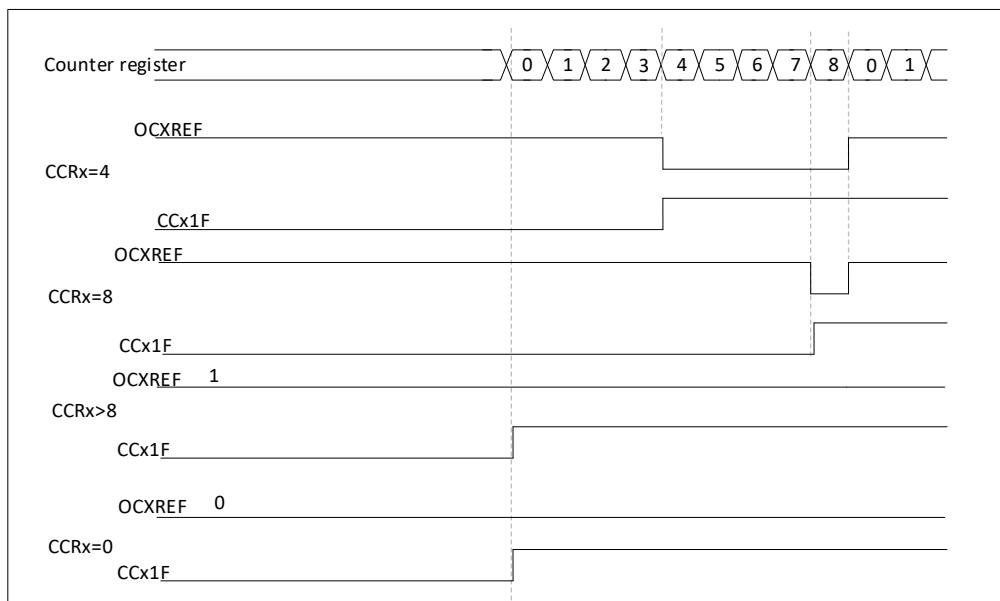 Counter register 0 1 2 3 4 5 6 7 8 0 1
OCXREF
CCRx=4
CCx1F
OCXREF
CCRx=8
CCx1F
OCXREF 1
CCRx>8
CCx1F
OCXREF 0
CCRx=0
CCx1F